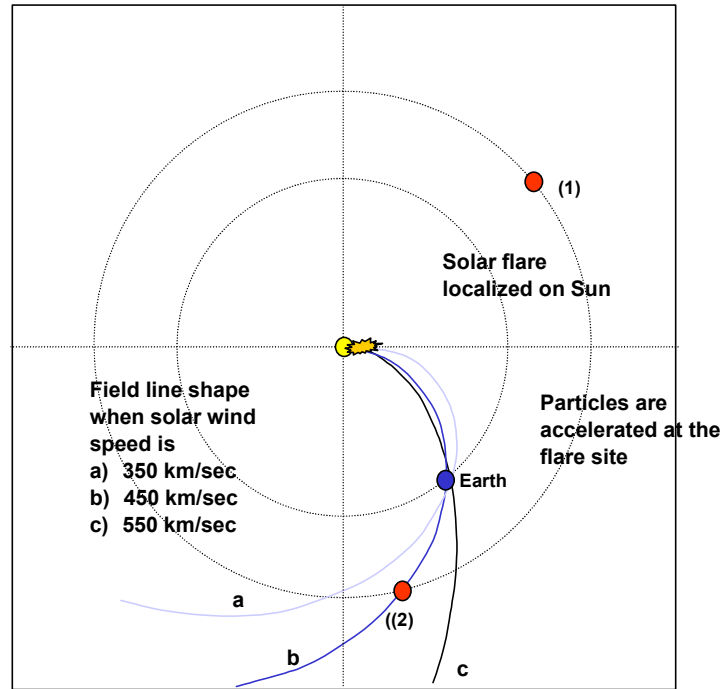 (1)
Solar flare
localized on Sun
Field line shape
when solar wind
speed is
a) 350 km/sec
b) 450 km/sec
c) 550 km/sec
Particles are
accelerated at the
flare site
Earth
a
((2)
b
c